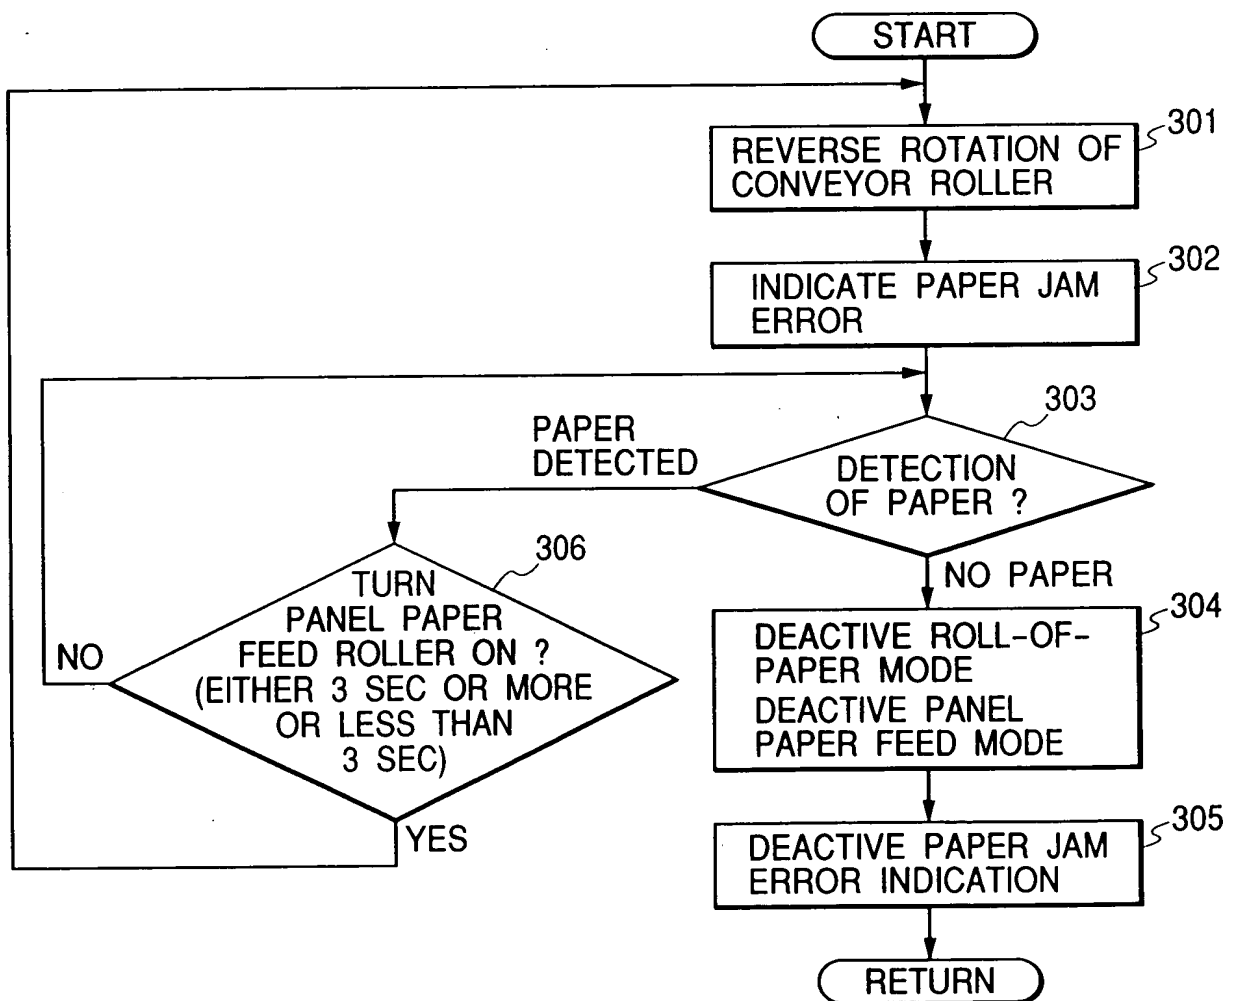 START
301
REVERSE ROTATION OF
CONVEYOR ROLLER
302
INDICATE PAPER JAM
ERROR
303
PAPER
DETECTED
DETECTION
OF PAPER ?
306
NO PAPER
TURN
PANEL PAPER
FEED ROLLER ON ?
(EITHER 3 SEC OR MORE
OR LESS THAN
3 SEC)
NO
YES
304
DEACTIVE ROLL-OF-
PAPER MODE
DEACTIVE PANEL
PAPER FEED MODE
305
DEACTIVE PAPER JAM
ERROR INDICATION
RETURN